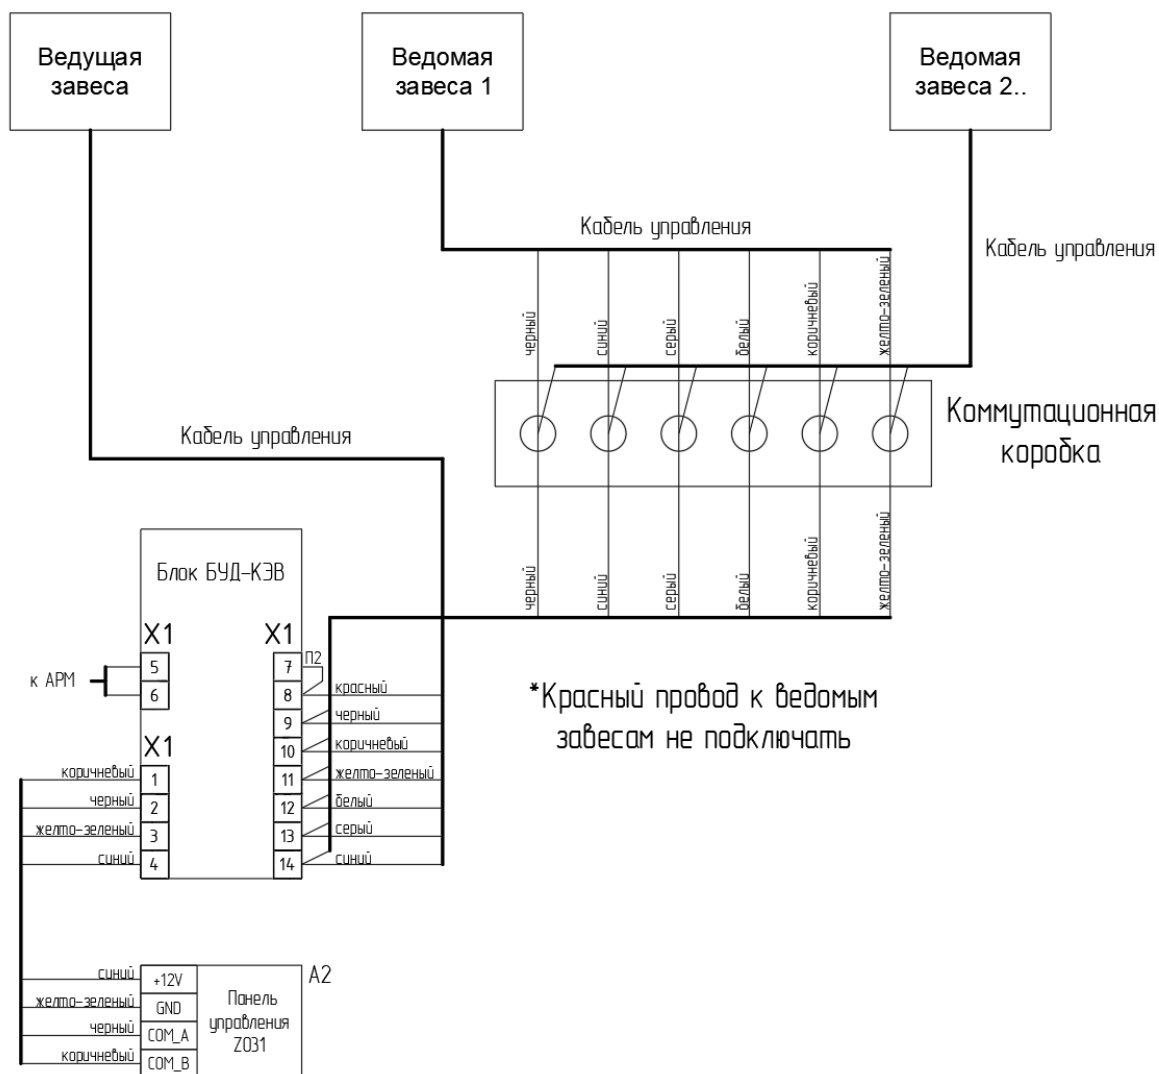 Ведущая
завеса
Ведомая
завеса 1
Ведомая
завеса 2..
Кабель управления
Кабель управления
черный
синий
серый
белый
коричневый
желто-зеленый
Коммутационная
коробка
Кабель управления
черный
синий
серый
белый
коричневый
желто-зеленый
Блок БУД-КЭВ
X1
X1
5
6
к АРМ
7
П2
8
красный
9
черный
10
коричневый
11
желто-зеленый
12
белый
13
серый
14
синий
*Красный провод к ведомым
завесам не подключать
X1
коричневый
1
черный
2
желто-зеленый
3
синий
4
A2
синий
+12V
желто-зеленый
GND
черный
COM_A
коричневый
COM_B
Панель
управления
Z031